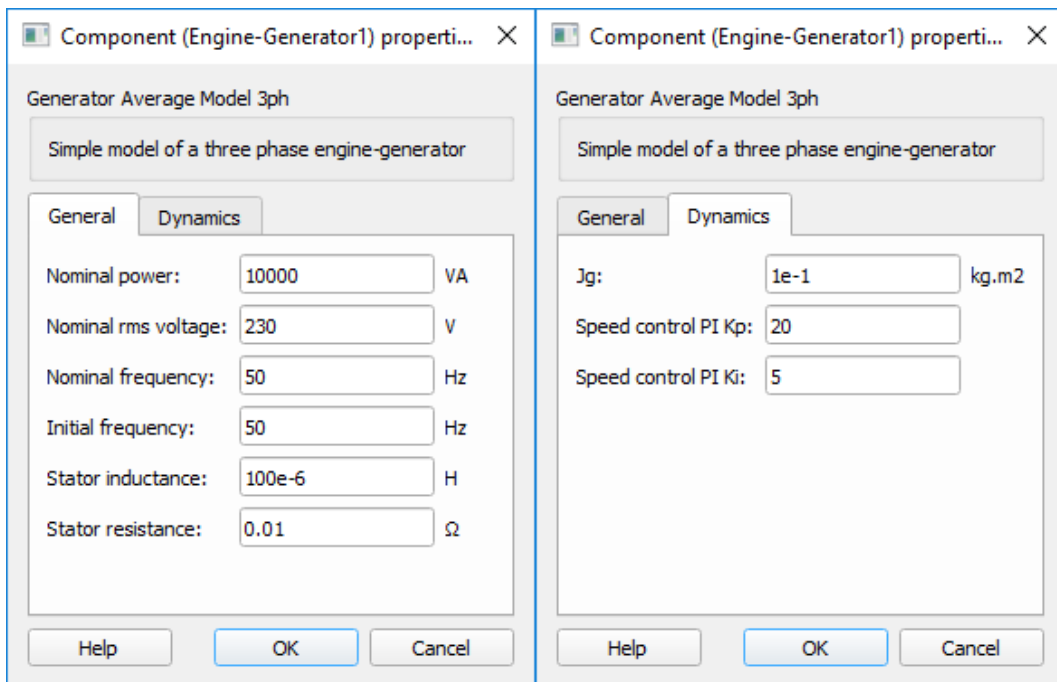 Component (Engine-Generator1) properti...
Generator Average Model 3ph
Simple model of a three phase engine-generator
General Dynamics
Nominal power: 10000 VA
Nominal rms voltage: 230 V
Nominal frequency: 50 Hz
Initial frequency: 50 Hz
Stator inductance: 100e-6 H
Stator resistance: 0.01 Ω
Help OK Cancel
Component (Engine-Generator1) properti...
Generator Average Model 3ph
Simple model of a three phase engine-generator
General Dynamics
Jg: 1e-1 kg.m2
Speed control PI Kp: 20
Speed control PI Ki: 5
Help OK Cancel